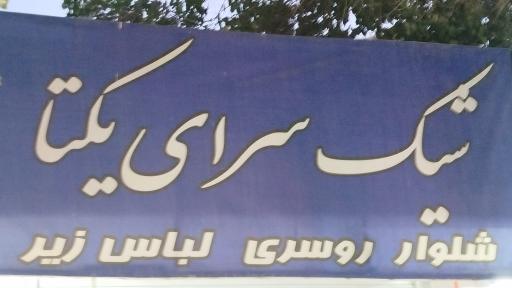 شیک سرای یکتا
شلوار روسری لباس زیر